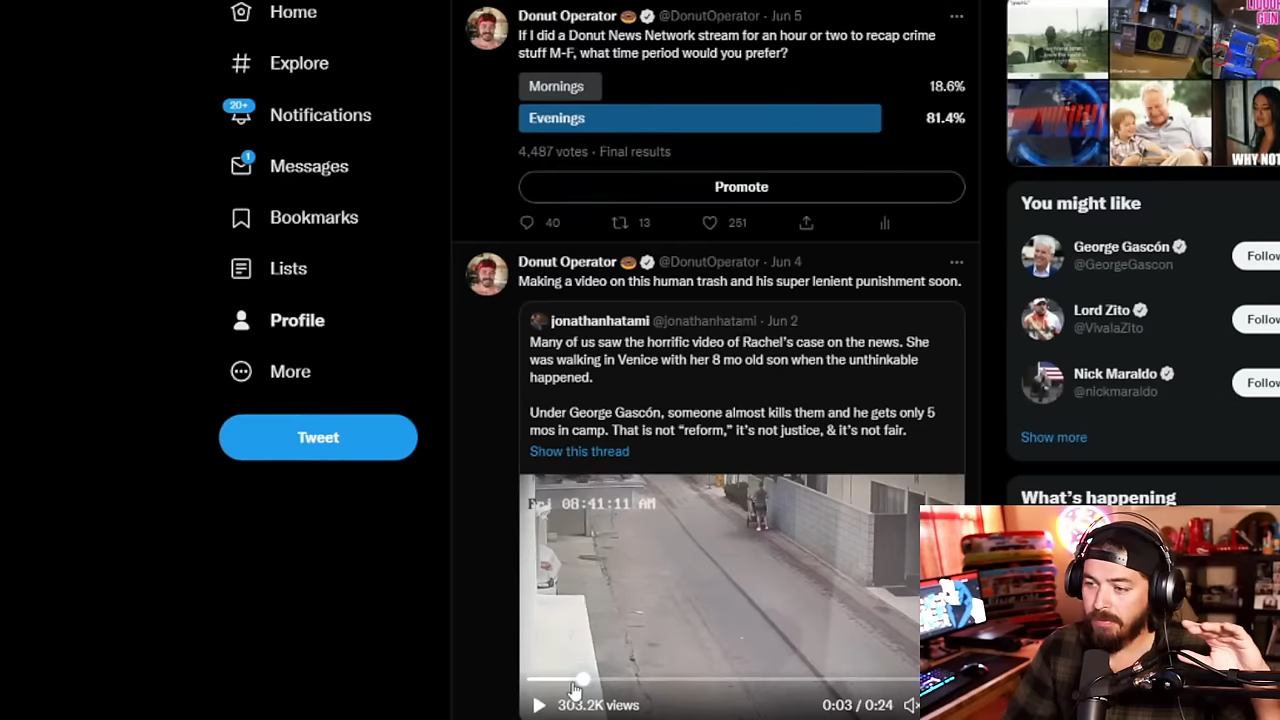 Home
Explore
20+
Notifications
1
Messages
Bookmarks
Lists
Profile
More
Tweet
Donut Operator @DonutOperator · Jun 5
If I did a Donut News Network stream for an hour or two to recap crime
stuff M-F, what time period would you prefer?
Mornings 18.6%
Evenings 81.4%
4,487 votes · Final results
Promote
40 13 251
Donut Operator @DonutOperator · Jun 4
Making a video on this human trash and his super lenient punishment soon.
jonathanhatami @jonathanhatami · Jun 2
Many of us saw the horrific video of Rachel’s case on the news. She
was walking in Venice with her 8 mo old son when the unthinkable
happened.
Under George Gascón, someone almost kills them and he gets only 5
mos in camp. That is not “reform,” it’s not justice, & it’s not fair.
Show this thread
Fri 08:41:11 AM
303.2K views
0:03 / 0:24
LIQUOR
GUN
WHY NOT
You might like
George Gascón
@GeorgeGascon
Follow
Lord Zito
@VivalaZito
Follow
Nick Maraldo
@nickmaraldo
Follow
Show more
What’s happening